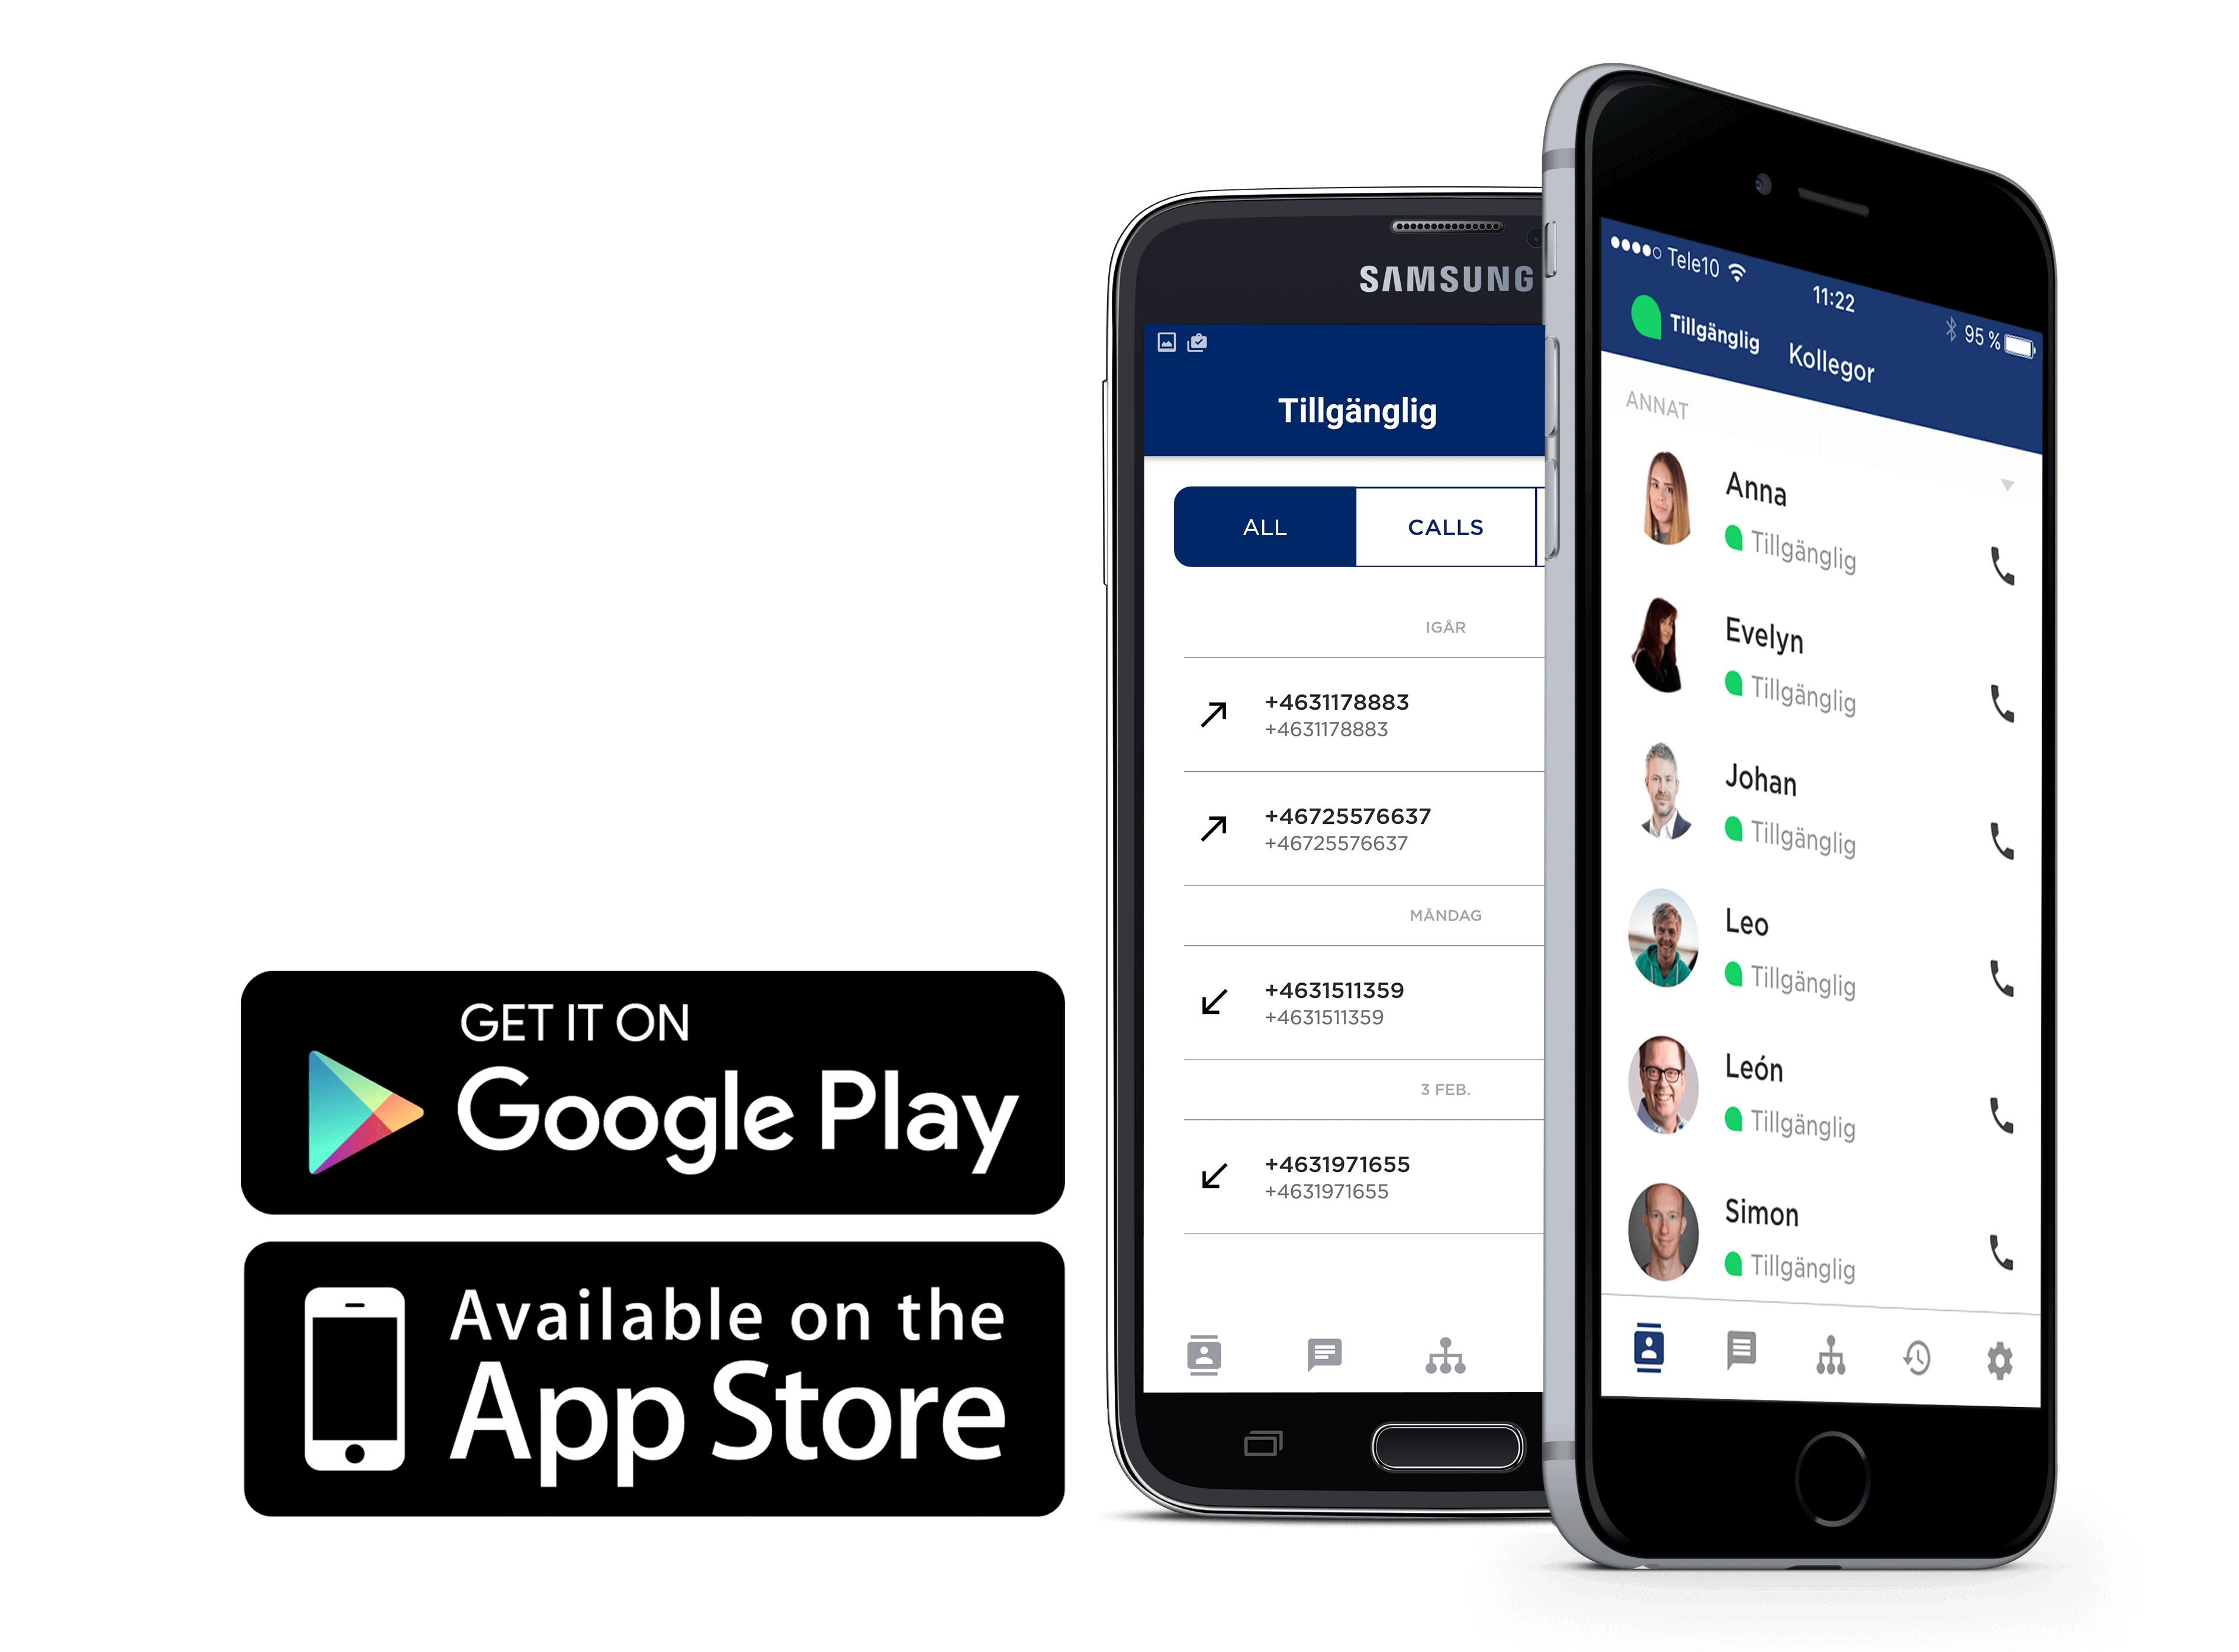 GET IT ON
Google Play
Available on the
App Store
SAMSUNG
Tillgänglig
ALL
CALLS
IGÅR
+4631178883
+4631178883
+46725576637
+46725576637
MÅNDAG
+4631511359
+4631511359
3 FEB.
+4631971655
+4631971655
Tele10
11:22
95 %
Tillgänglig
Kollegor
ANNAT
Anna
Tillgänglig
Evelyn
Tillgänglig
Johan
Tillgänglig
Leo
Tillgänglig
León
Tillgänglig
Simon
Tillgänglig